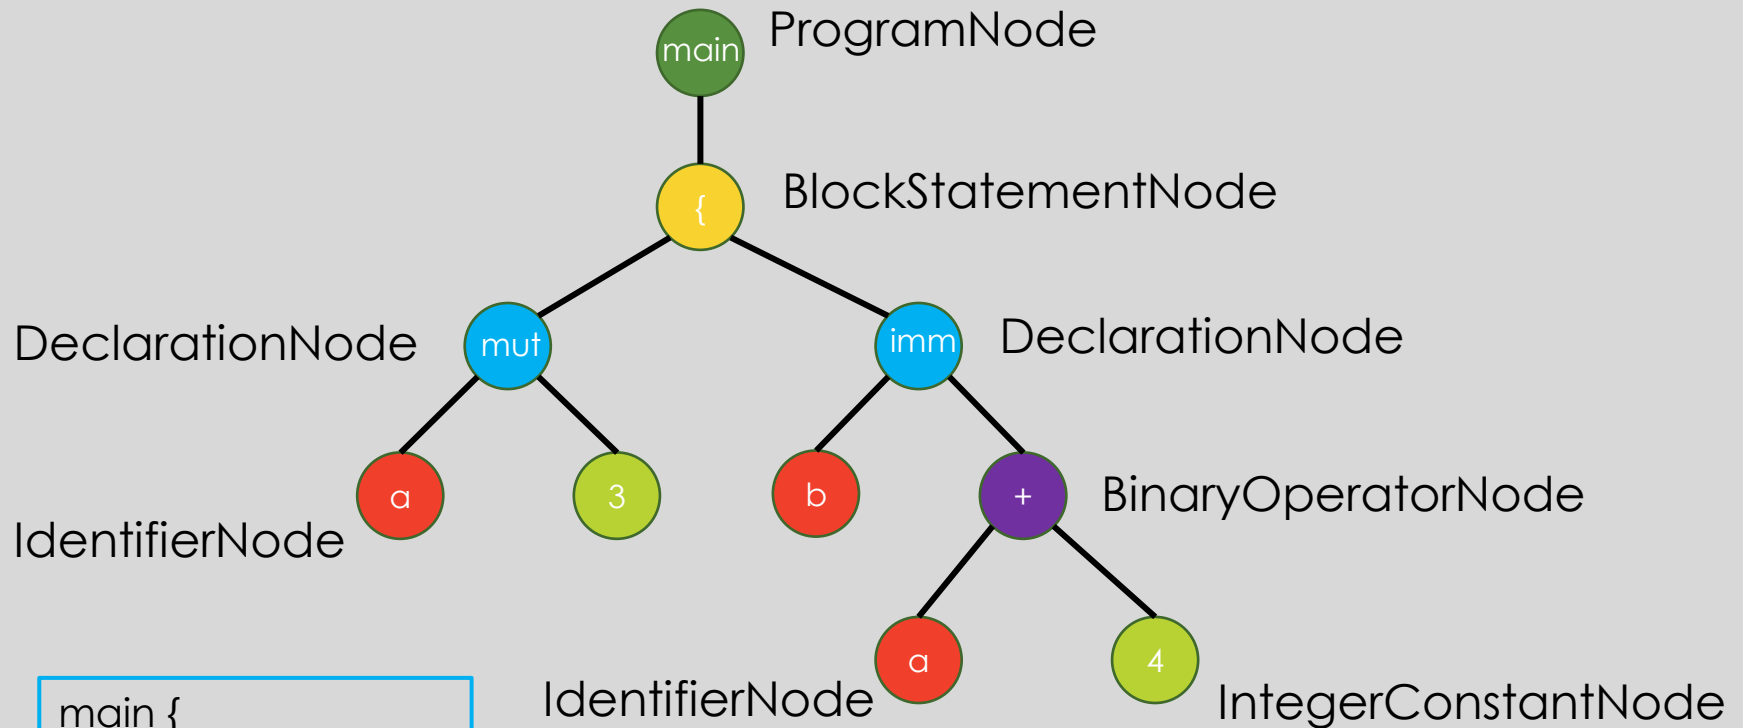 main
ProgramNode
{
BlockStatementNode
DeclarationNode
mut
imm
DeclarationNode
a
3
b
+
BinaryOperatorNode
IdentifierNode
a
4
main {
IdentifierNode
IntegerConstantNode